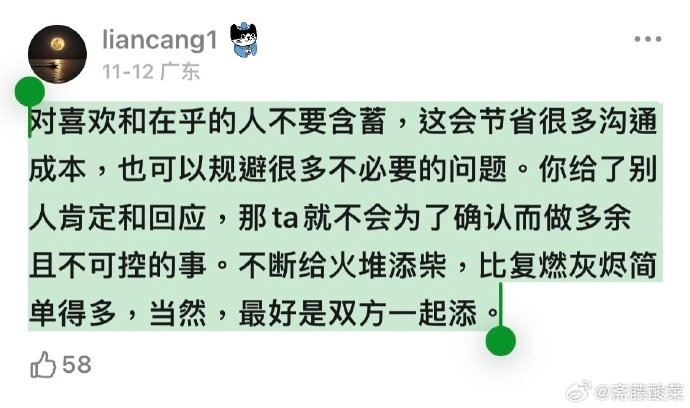 liancang1
11-12 广东
对喜欢和在乎的人不要含蓄，这会节省很多沟通
成本，也可以规避很多不必要的问题。你给了别
人肯定和回应，那ta就不会为了确认而做多余
且不可控的事。不断给火堆添柴，比复燃灰烬简
单得多，当然，最好是双方一起添。
58
@斋藤酸菜